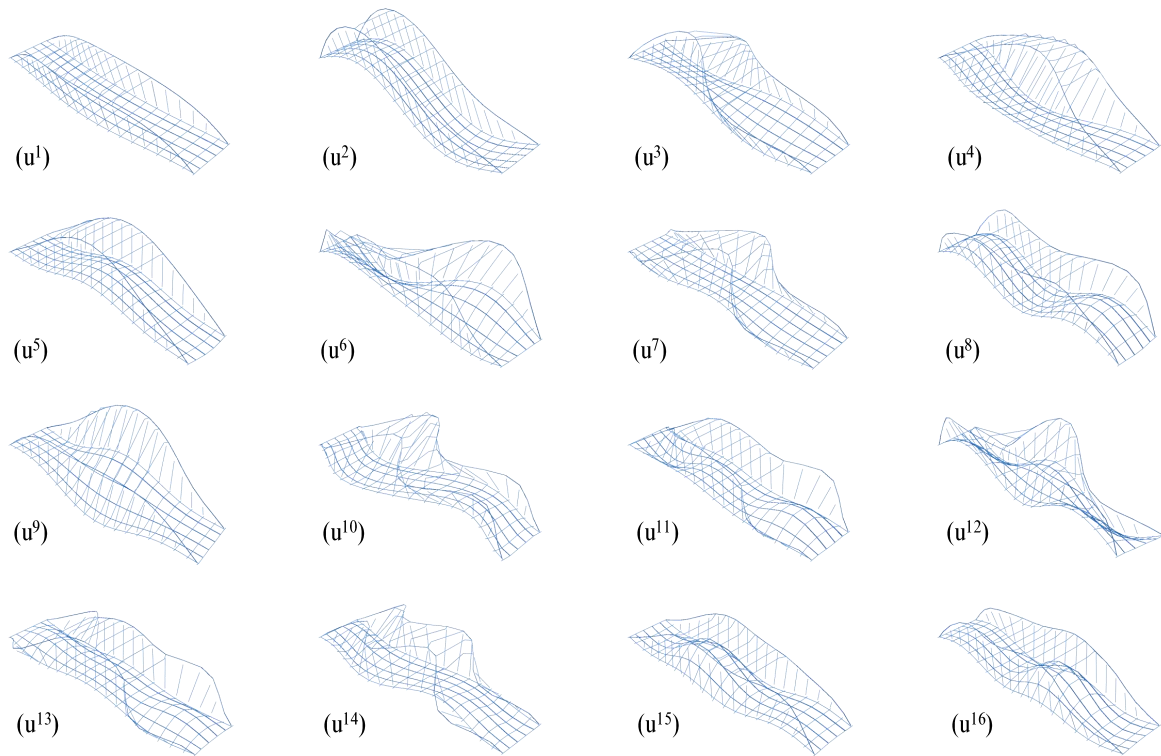 (u¹) (u²) (u³) (u⁴)
(u⁵) (u⁶) (u⁷) (u⁸)
(u⁹) (u¹⁰) (u¹¹) (u¹²)
(u¹³) (u¹⁴) (u¹⁵) (u¹⁶)